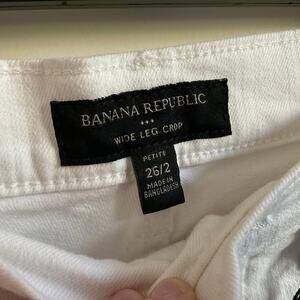 BANANA REPUBLIC
***
WIDE LEG CROP
PETITE
26/2
MADE IN
BANGLADESH